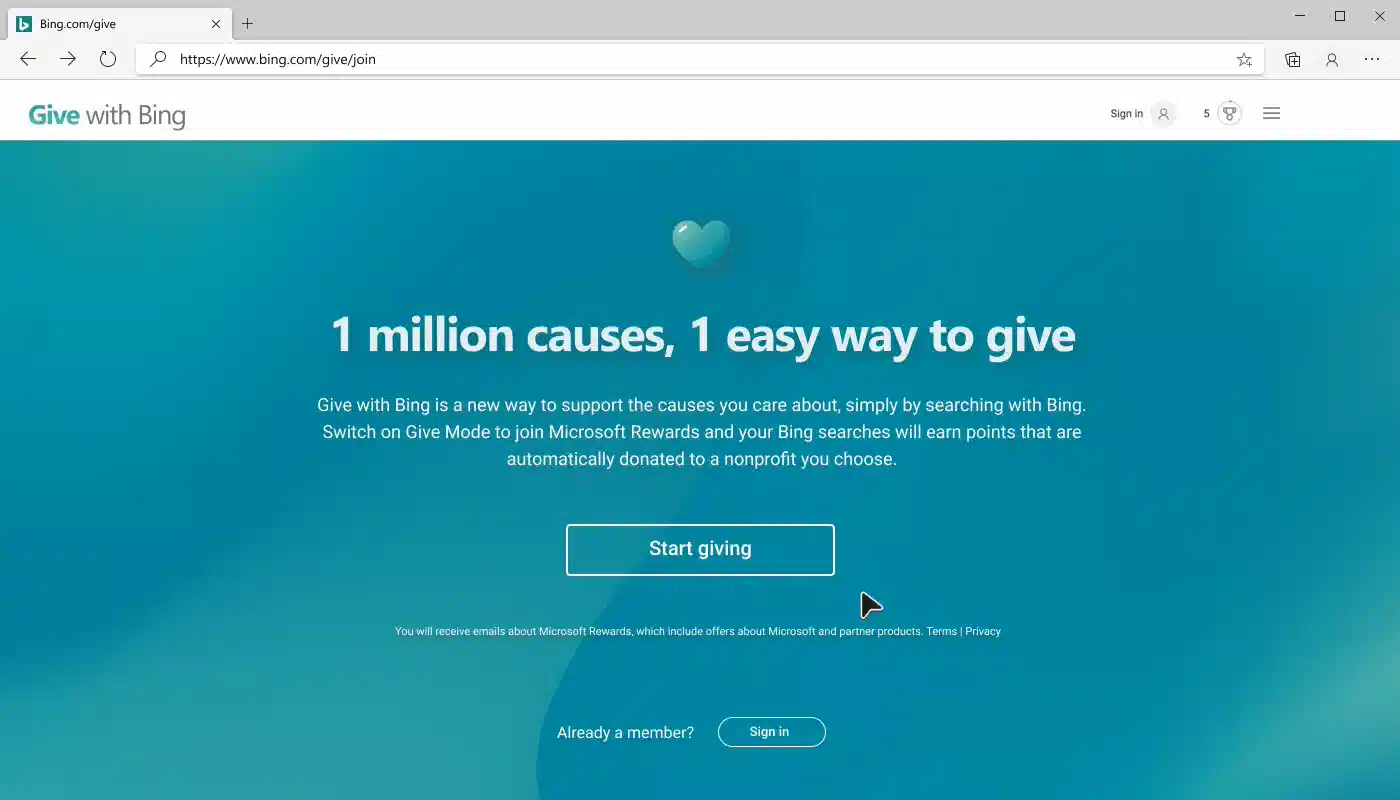 Bing.com/give
https://www.bing.com/give/join
Give with Bing
Sign in
5
1 million causes, 1 easy way to give
Give with Bing is a new way to support the causes you care about, simply by searching with Bing.
Switch on Give Mode to join Microsoft Rewards and your Bing searches will earn points that are
automatically donated to a nonprofit you choose.
Start giving
You will receive emails about Microsoft Rewards, which include offers about Microsoft and partner products. Terms | Privacy
Already a member?
Sign in